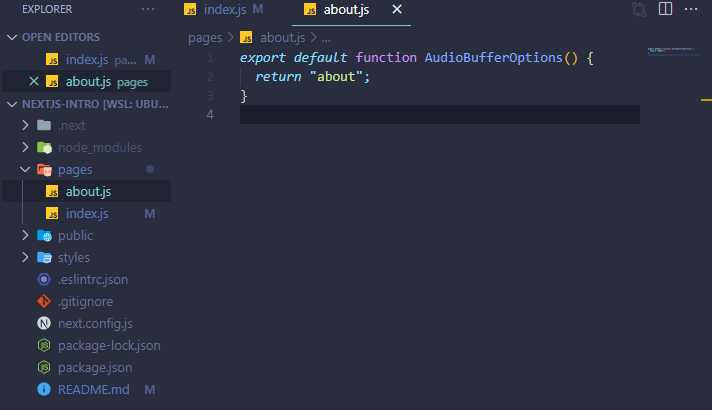 EXPLORER ...
index.js M
about.js
OPEN EDITORS
index.js pa... M
about.js pages
NEXTJS-INTRO [WSL: UBU...
.next
node_modules
pages
about.js
index.js M
public
styles
.eslintrc.json
.gitignore
next.config.js
package-lock.json
package.json
README.md M
pages > about.js > ...
1 export default function AudioBufferOptions() {
2 return "about";
3 }
4